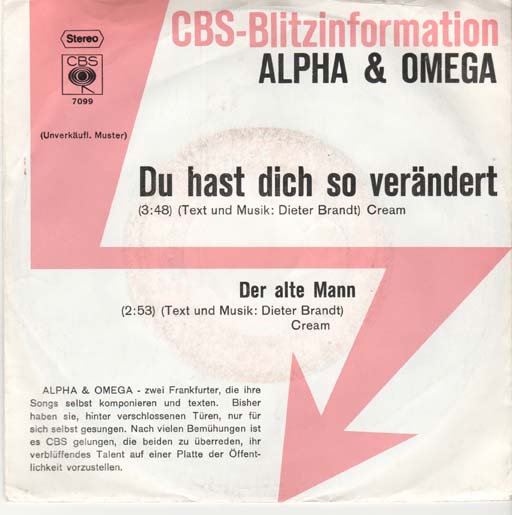 CBS-Blitzinformation
Stereo
ALPHA & OMEGA
CBS
7099
(Unverkäufl. Muster)
Du hast dich so verändert
(3:48) (Text und Musik: Dieter Brandt) Cream
Der alte Mann
(2:53) (Text und Musik: Dieter Brandt)
Cream
ALPHA & OMEGA - zwei Frankfurter, die ihre
Songs selbst komponieren und texten. Bisher
haben sie, hinter verschlossenen Türen, nur für
sich selbst gesungen. Nach vielen Bemühungen ist
es CBS gelungen, die beiden zu überreden, ihr
verblüffendes Talent auf einer Platte der Öffent-
lichkeit vorzustellen.